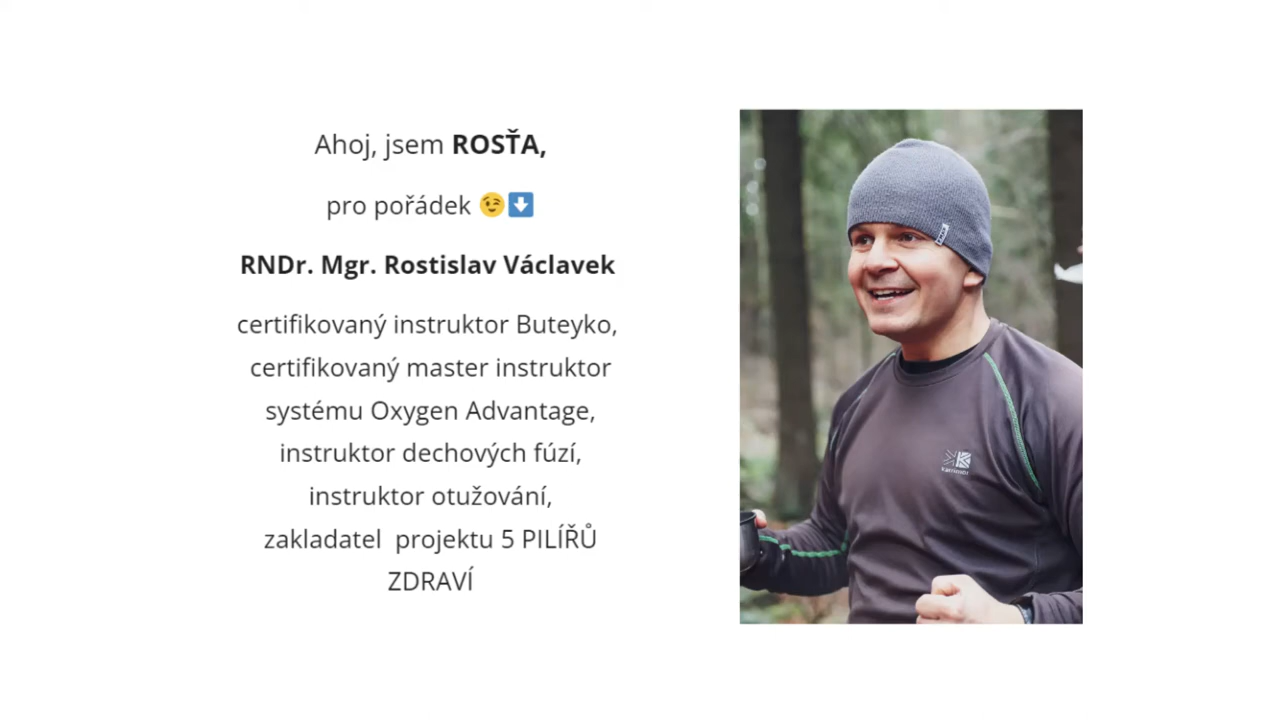 Ahoj, jsem ROSŤA,
pro pořádek 😉⬇️
RNDr. Mgr. Rostislav Václavek
certifikovaný instruktor Buteyko,
certifikovaný master instruktor
systému Oxygen Advantage,
instruktor dechových fúzí,
instruktor otužování,
zakladatel  projektu 5 PILÍŘŮ
ZDRAVÍ
karrimor